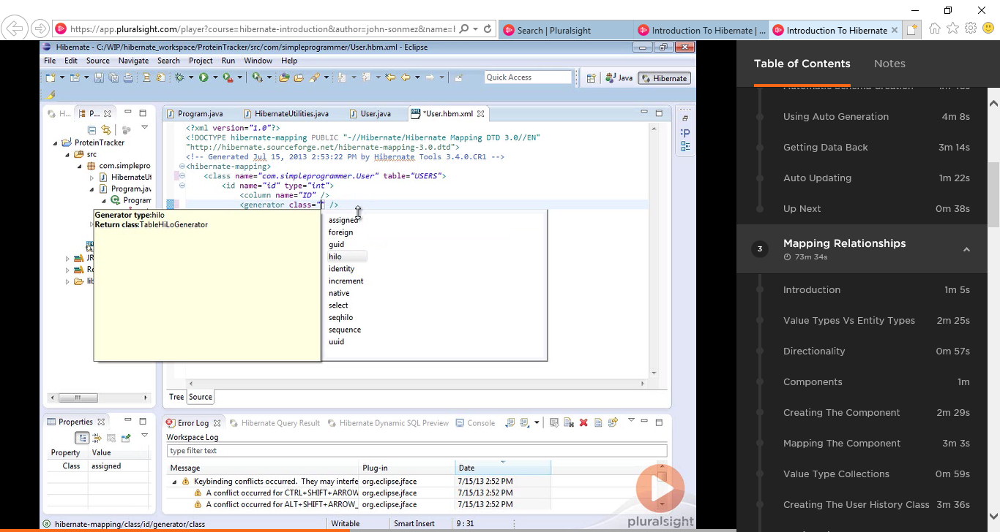 https://app.pluralsight.com/player?course=hibernate-introduction&author=john-sonmez&name=
Search | Pluralsight
Introduction To Hibernate | ...
Introduction To Hibernate
Hibernate - C:/WIP/hibernate_workspace/ProteinTracker/src/com/simpleprogrammer/User.hbm.xml - Eclipse
File Edit Source Navigate Search Project Run Window Help
Quick Access
Java
Hibernate
H...
P...
Program.java
HibernateUtilities.java
User.java
*User.hbm.xml
ProteinTracker
src
com.simplepro
HibernateUt
Program.jav
Program
JR
Re
lib
<?xml version="1.0"?>
<!DOCTYPE hibernate-mapping PUBLIC "-//Hibernate/Hibernate Mapping DTD 3.0//EN"
"http://hibernate.sourceforge.net/hibernate-mapping-3.0.dtd">
<!-- Generated Jul 15, 2013 2:53:22 PM by Hibernate Tools 3.4.0.CR1 -->
<hibernate-mapping>
<class name="com.simpleprogrammer.User" table="USERS">
<id name="id" type="int">
<column name="ID" />
<generator class="" />
Generator type:hilo
Return class:TableHiLoGenerator
assigned
foreign
guid
hilo
identity
increment
native
select
seqhilo
sequence
uuid
Tree Source
Properties
Property Value
Class assigned
Error Log
Hibernate Query Result
Hibernate Dynamic SQL Preview
Console
Workspace Log
type filter text
Message Plug-in Date
Keybinding conflicts occurred. They may interfe org.eclipse.jface 7/15/13 2:52 PM
A conflict occurred for CTRL+SHIFT+ARROW org.eclipse.jface 7/15/13 2:52 PM
A conflict occurred for ALT+SHIFT+ARROW_ org.eclipse.jface 7/15/13 2:52 PM
hibernate-mapping/class/id/generator/class
Writable Smart Insert 9 : 31
pluralsight
Table of Contents Notes
Automatic Schema Creation
Using Auto Generation 4m 8s
Getting Data Back 3m 14s
Auto Updating 1m 22s
Up Next 0m 38s
3 Mapping Relationships
73m 34s
Introduction 1m 5s
Value Types Vs Entity Types 2m 25s
Directionality 0m 57s
Components 1m
Creating The Component 2m 29s
Mapping The Component 3m 3s
Value Type Collections 0m 59s
Creating The User History Class 3m 36s